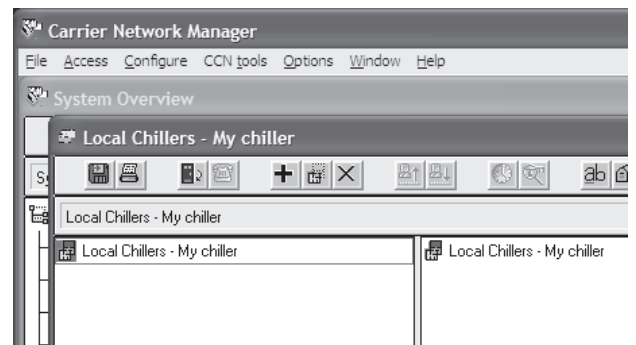 Carrier Network Manager
File Access Configure CCN tools Options Window Help
System Overview
Local Chillers - My chiller
ab
Local Chillers - My chiller
Local Chillers - My chiller
Local Chillers - My chiller